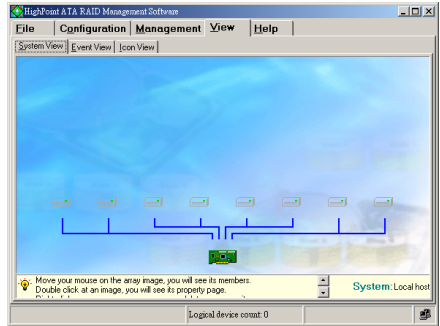 HighPoint ATA RAID Management Software
File Configuration Management View Help
System View Event View Icon View
Move your mouse on the array image, you will see its members.
Double click at an image, you will see its property page.
System: Local host
Logical device count: 0